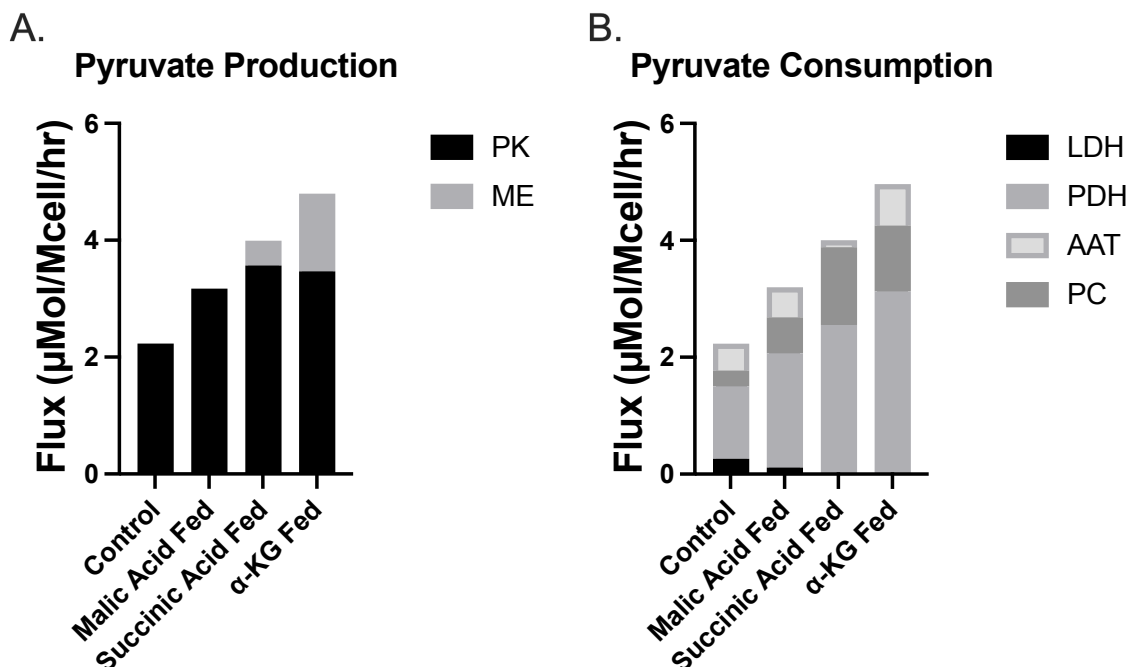 A.
Pyruvate Production
Flux (µMol/Mcell/hr)
6
4
2
0
Control
Malic Acid Fed
Succinic Acid Fed
α-KG Fed
PK
ME
B.
Pyruvate Consumption
Flux (µMol/Mcell/hr)
6
4
2
0
Control
Malic Acid Fed
Succinic Acid Fed
α-KG Fed
LDH
PDH
AAT
PC